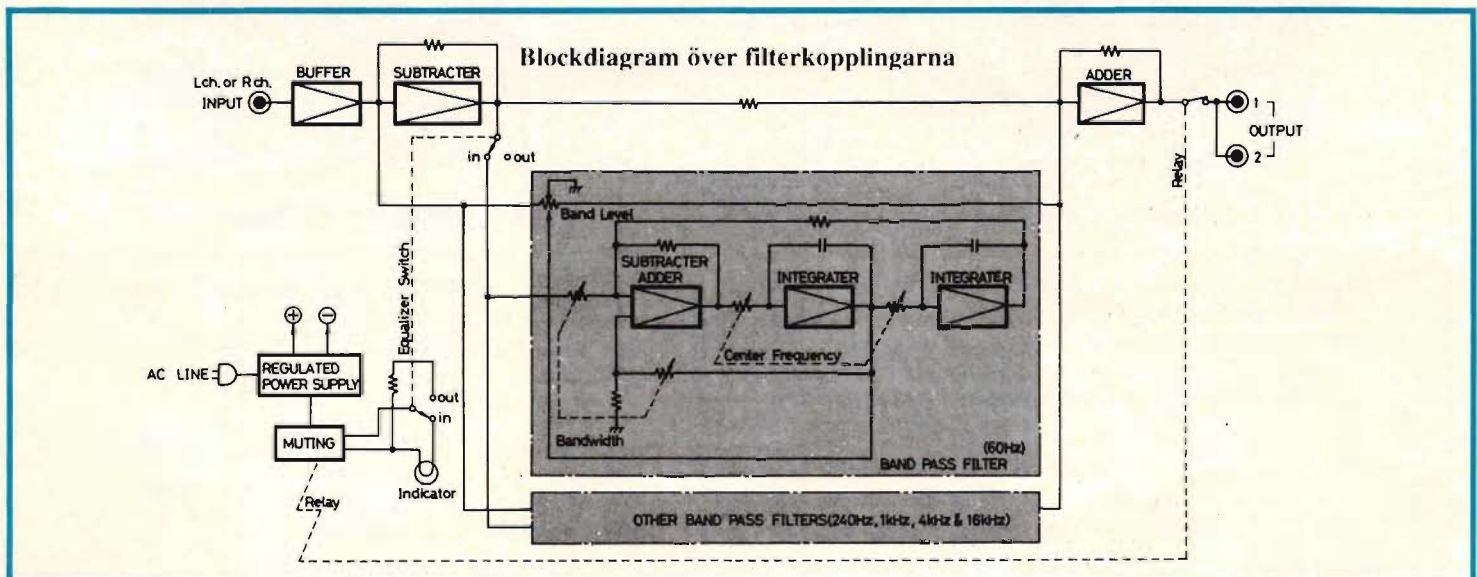 Blockdiagram över filterkopplingarna
Lch. or Rch.
INPUT
BUFFER
SUBTRACTER
ADDER
1
OUTPUT
2
in
out
Relay
Equalizer Switch
Band Level
SUBTRACTER
ADDER
INTEGRATER
INTEGRATER
Center Frequency
Bandwidth
(60Hz)
BAND PASS FILTER
+
−
AC LINE
REGULATED
POWER SUPPLY
out
in
MUTING
Indicator
Relay
OTHER BAND PASS FILTERS(240Hz, 1kHz, 4kHz & 16kHz)